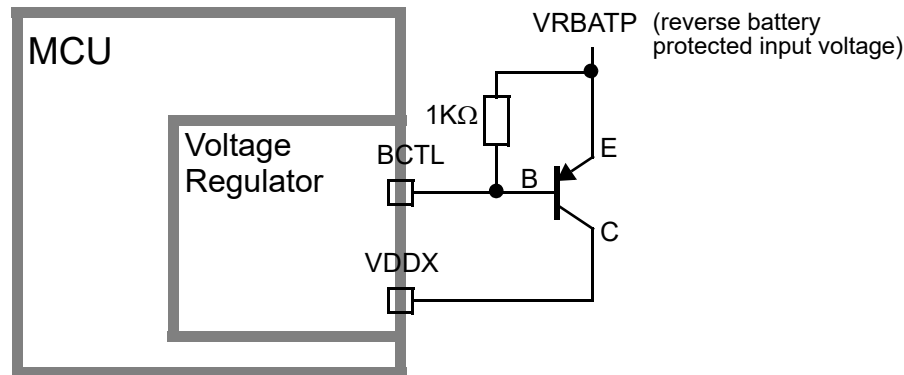 MCU
VRBATP (reverse battery
protected input voltage)
1KΩ
Voltage
Regulator
BCTL
B
E
C
VDDX